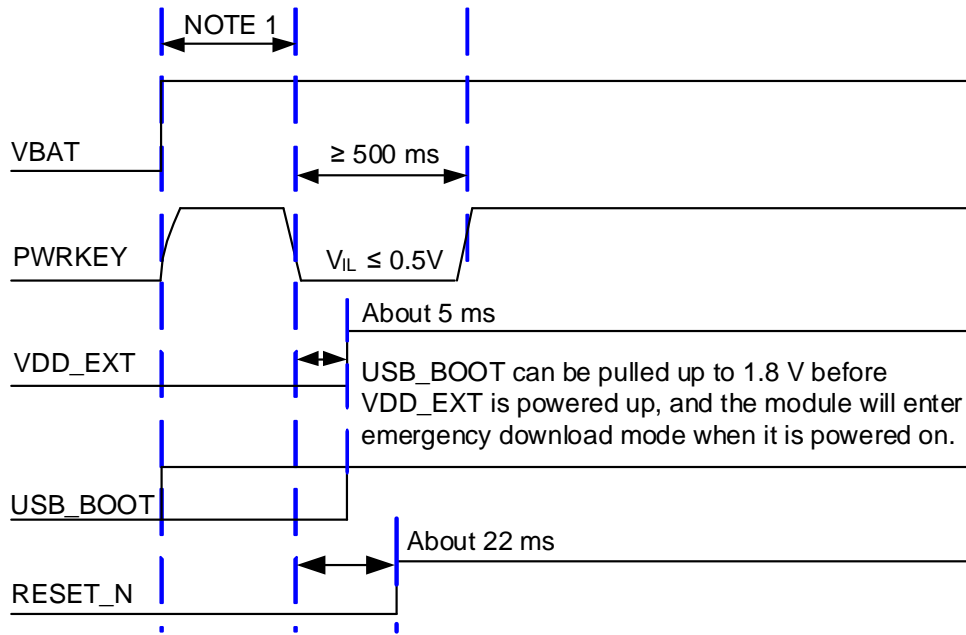 NOTE 1
VBAT
≥ 500 ms
PWRKEY
VIL ≤ 0.5V
About 5 ms
VDD_EXT
USB_BOOT can be pulled up to 1.8 V before
VDD_EXT is powered up, and the module will enter
emergency download mode when it is powered on.
USB_BOOT
About 22 ms
RESET_N